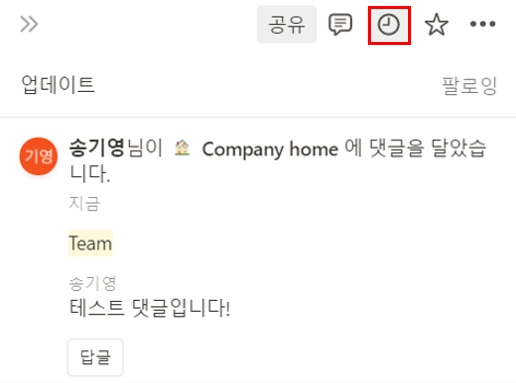 공유
업데이트 팔로잉
기영 송기영님이 Company home 에 댓글을 달았습
니다.
지금
Team
송기영
테스트 댓글입니다!
답글